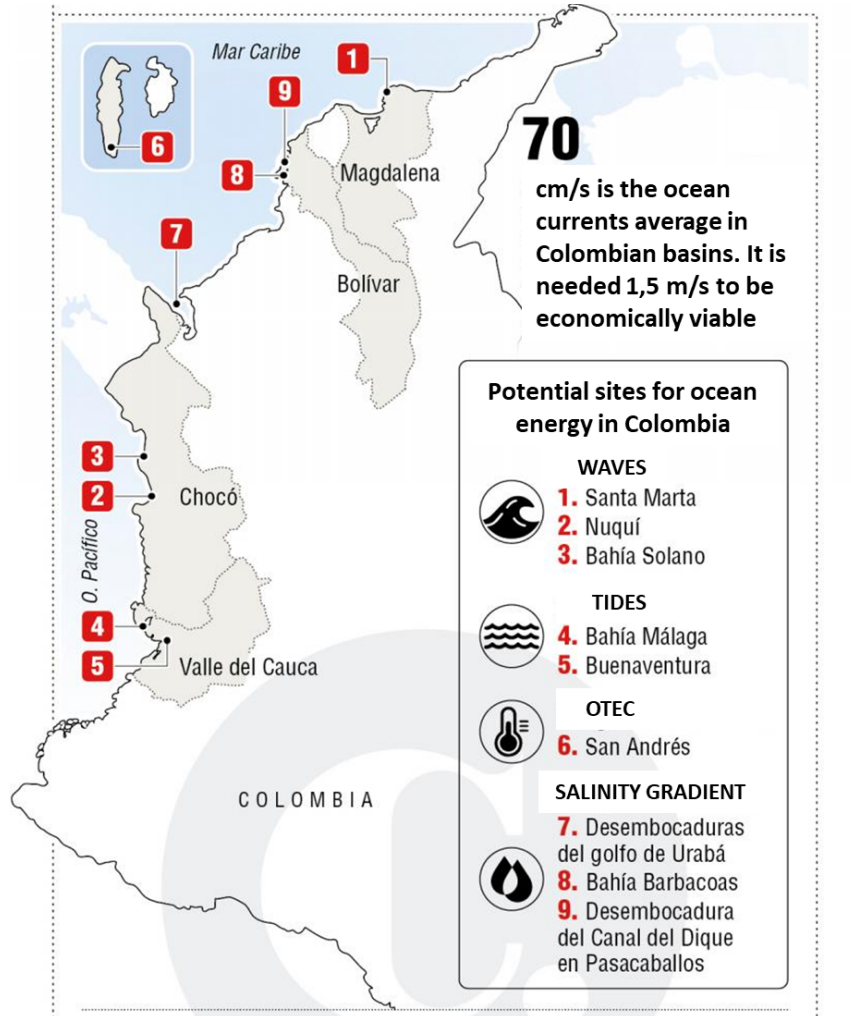 Mar Caribe
1
9
8
6
7
Magdalena
Bolívar
3
2
Chocó
O. Pacífico
4
5
Valle del Cauca
COLOMBIA
70
cm/s is the ocean
currents average in
Colombian basins. It is
needed 1,5 m/s to be
economically viable
Potential sites for ocean
energy in Colombia
WAVES
1. Santa Marta
2. Nuquí
3. Bahía Solano
TIDES
4. Bahía Málaga
5. Buenaventura
OTEC
6. San Andrés
SALINITY GRADIENT
7. Desembocaduras
del golfo de Urabá
8. Bahía Barbacoas
9. Desembocadura
del Canal del Dique
en Pasacaballos